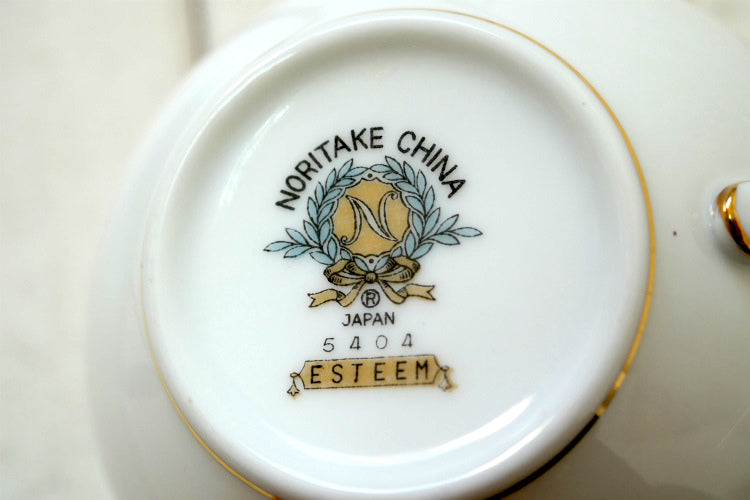 NORITAKE CHINA
N
®
JAPAN
5404
ESTEEM